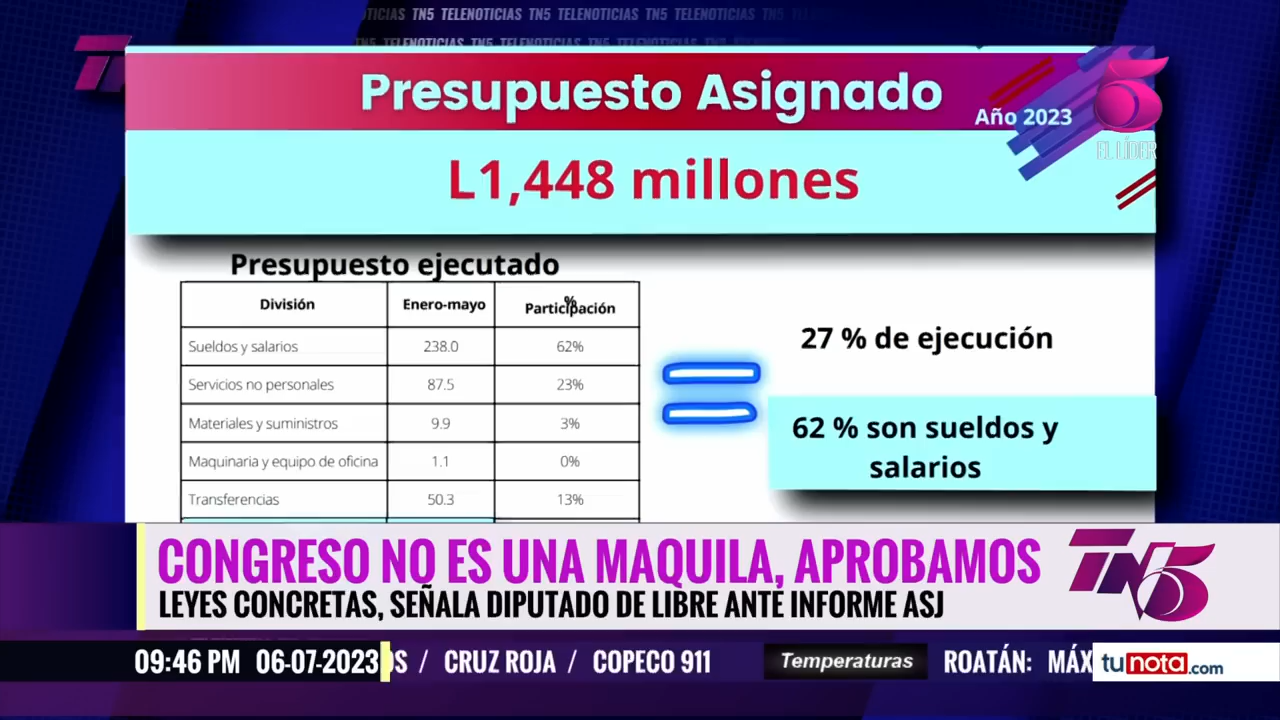 TICIAS TN5 TELENOTICIAS TN5 TELENOTICIAS TN5 TELENOTICIAS TN5
Presupuesto Asignado
Año 2023
5
EL LÍDER
L1,448 millones
Presupuesto ejecutado
División Enero-mayo % Participación
Sueldos y salarios 238.0 62%
Servicios no personales 87.5 23%
Materiales y suministros 9.9 3%
Maquinaria y equipo de oficina 1.1 0%
Transferencias 50.3 13%
27 % de ejecución
62 % son sueldos y
salarios
CONGRESO NO ES UNA MAQUILA, APROBAMOS
LEYES CONCRETAS, SEÑALA DIPUTADO DE LIBRE ANTE INFORME ASJ
TN5
09:46 PM 06-07-2023 OS / CRUZ ROJA / COPECO 911 Temperaturas ROATÁN: MÁX tunota.com